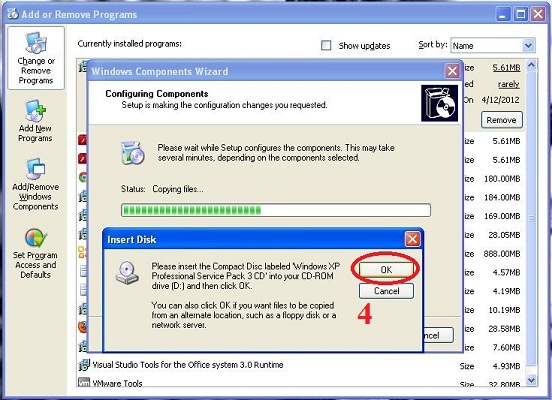 Add or Remove Programs
Currently installed programs:
Show updates
Sort by:
Name
Change or
Remove
Programs
Add New
Programs
Add/Remove
Windows
Components
Set Program
Access and
Defaults
Size 5.61MB
rarely
On 4/12/2012
Remove
Size 5.61MB
Size 5.61MB
Size 180.00MB
Size 184.00MB
Size 169.00MB
Size 28.05MB
Size 888.00MB
Size 4.57MB
Size 4.19MB
Size 10.19MB
Size 28.58MB
Size 7.60MB
Visual Studio Tools for the Office system 3.0 Runtime Size 4.93MB
VMware Tools Size 32.80MB
Windows Components Wizard
Configuring Components
Setup is making the configuration changes you requested.
Please wait while Setup configures the components. This may take
several minutes, depending on the components selected.
Status: Copying files...
Insert Disk
Please insert the Compact Disc labeled 'Windows XP
Professional Service Pack 3 CD' into your CD-ROM
drive (D:) and then click OK.
You can also click OK if you want files to be copied
from an alternate location, such as a floppy disk or a
network server.
OK
Cancel
4